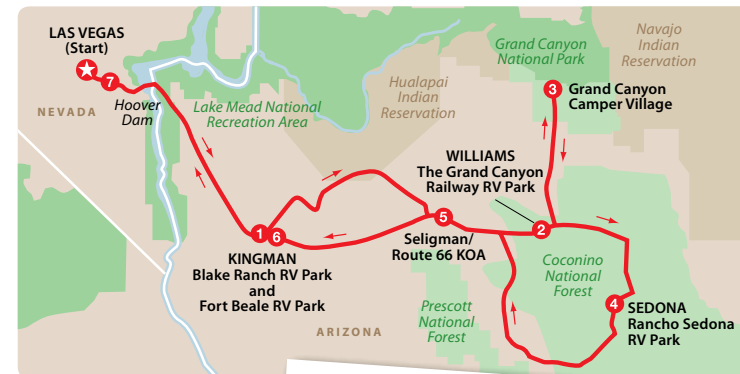 LAS VEGAS
(Start)
7
NEVADA
Hoover
Dam
Lake Mead National
Recreation Area
Hualapai
Indian
Reservation
Grand Canyon
National Park
Navajo
Indian
Reservation
3
Grand Canyon
Camper Village
WILLIAMS
The Grand Canyon
Railway RV Park
2
5
Seligman/
Route 66 KOA
1
6
KINGMAN
Blake Ranch RV Park
and
Fort Beale RV Park
Coconino
National
Forest
4
SEDONA
Rancho Sedona
RV Park
Prescott
National
Forest
ARIZONA